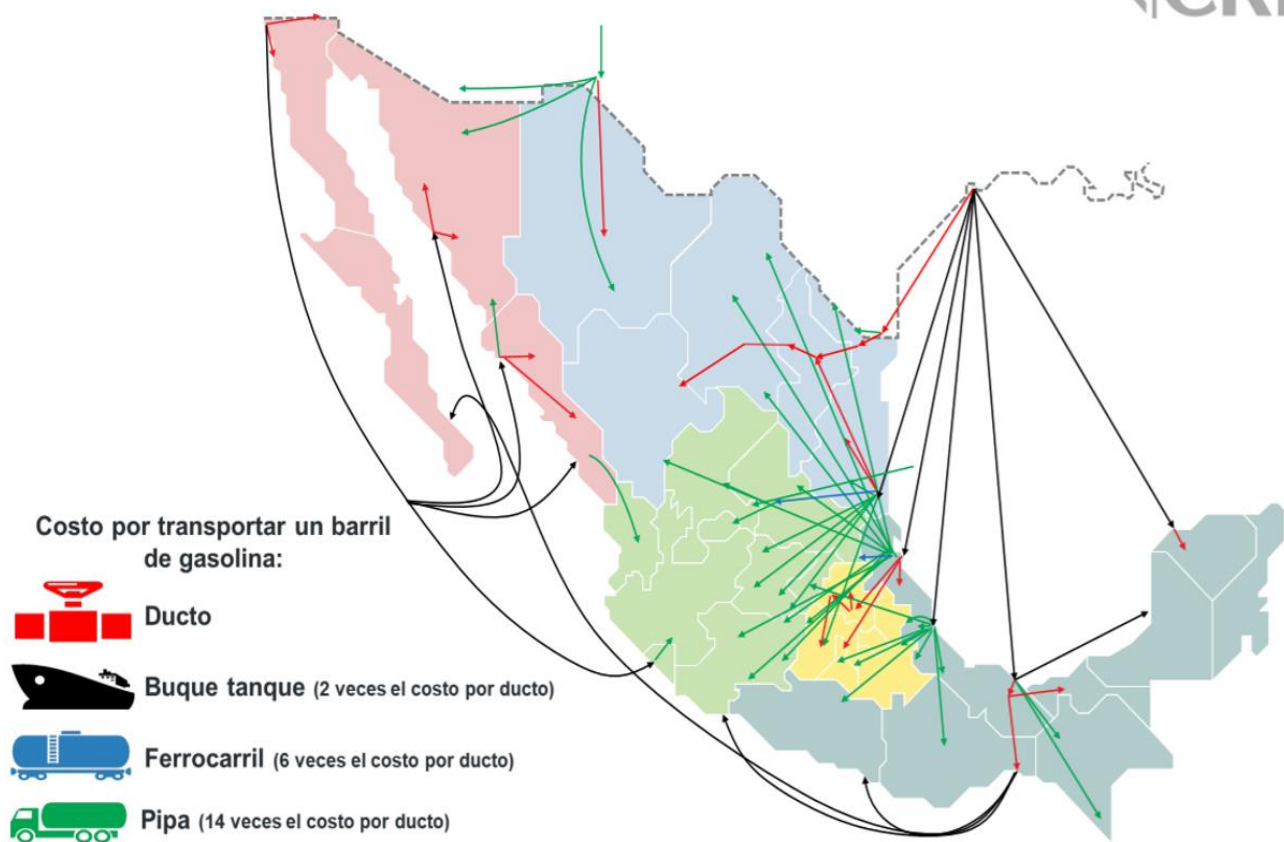 Costo por transportar un barril
de gasolina:
Ducto
Buque tanque (2 veces el costo por ducto)
Ferrocarril (6 veces el costo por ducto)
Pipa (14 veces el costo por ducto)